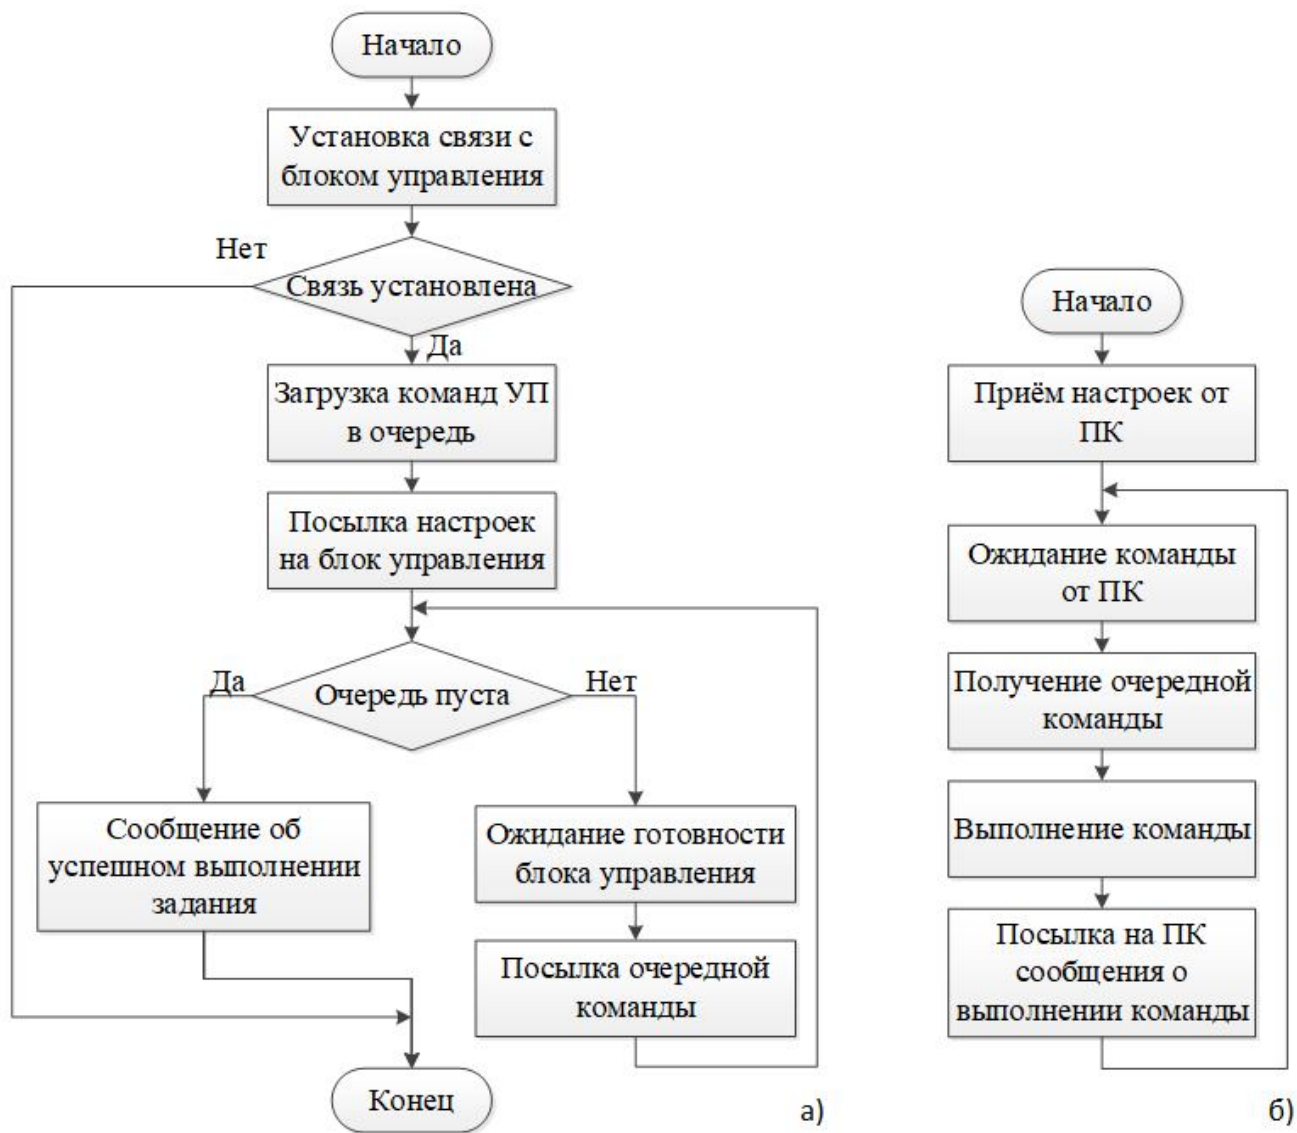 Начало
Установка связи с
блоком управления
Нет
Связь установлена
Да
Загрузка команд УП
в очередь
Посылка настроек
на блок управления
Да
Очередь пуста
Нет
Сообщение об
успешном выполнении
задания
Ожидание готовности
блока управления
Посылка очередной
команды
Конец
а)
Начало
Приём настроек от
ПК
Ожидание команды
от ПК
Получение очередной
команды
Выполнение команды
Посылка на ПК
сообщения о
выполнении команды
б)